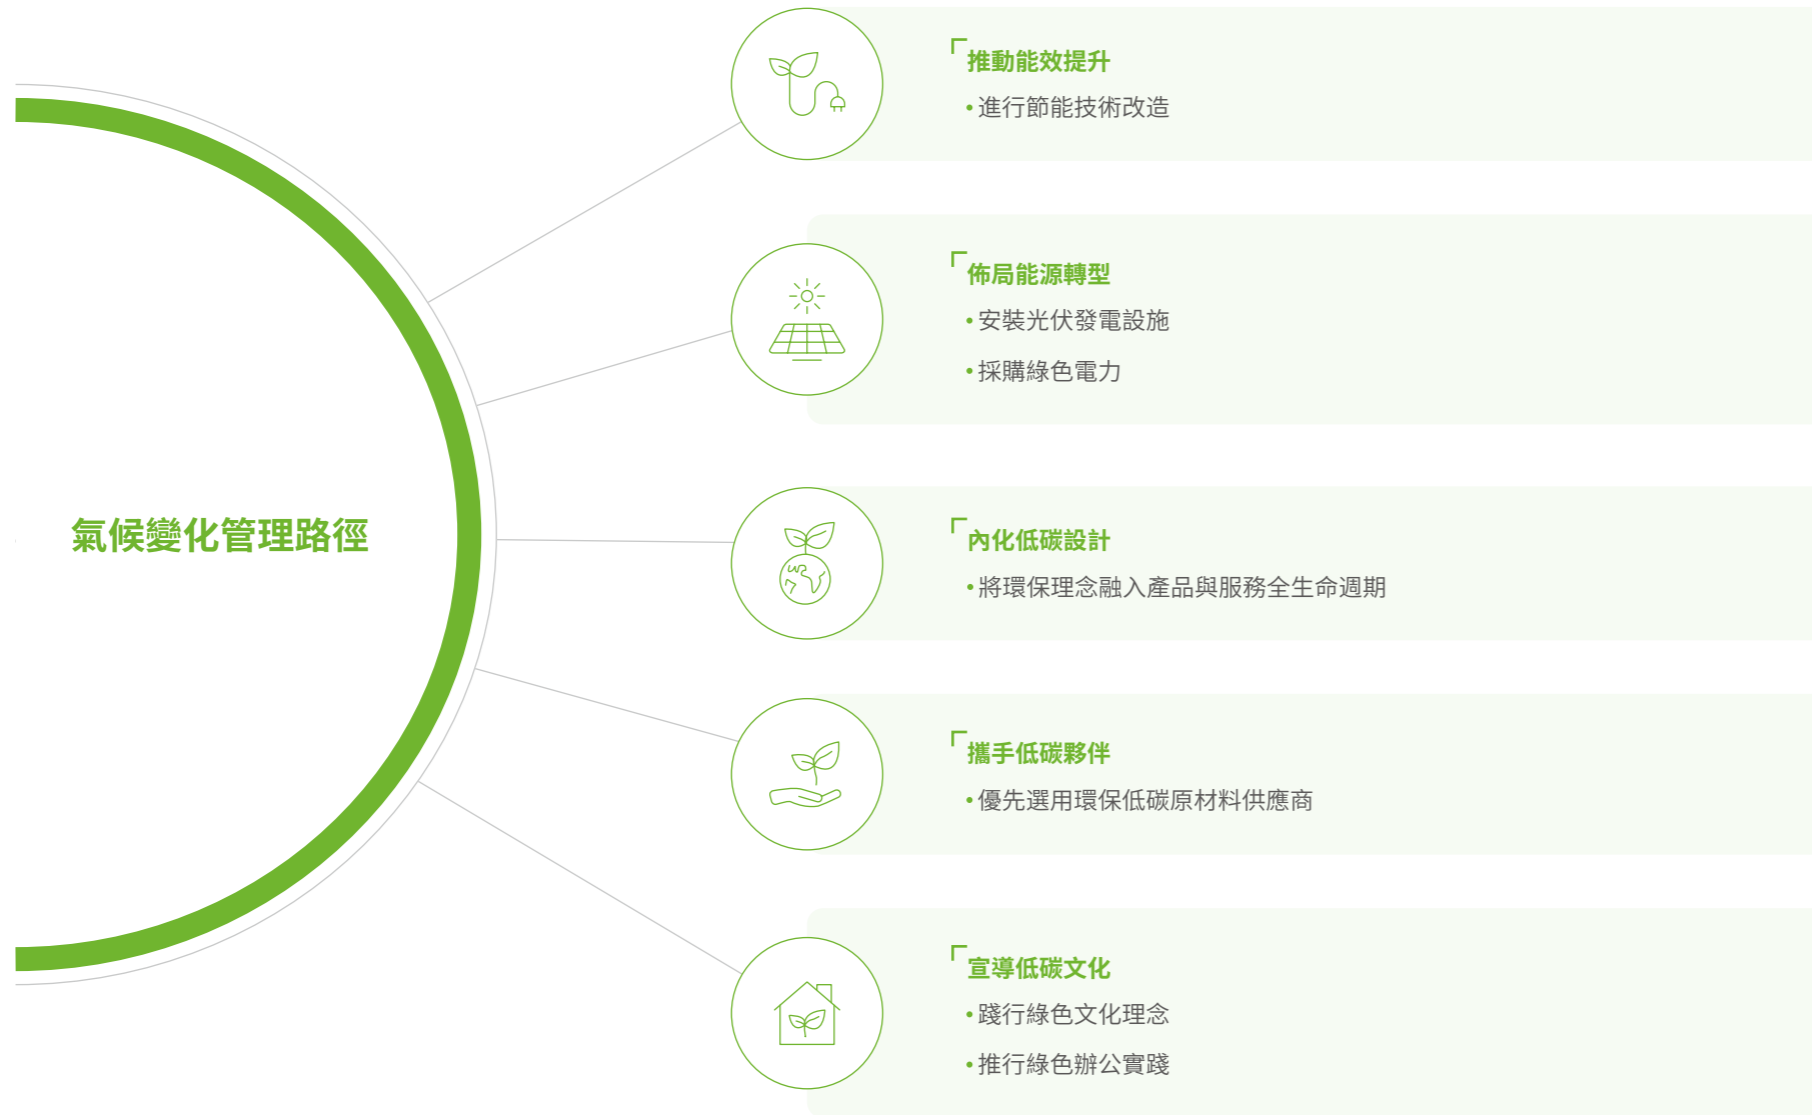 氣候變化管理路徑
推動能效提升
•進行節能技術改造
佈局能源轉型
•安裝光伏發電設施
•採購綠色電力
內化低碳設計
•將環保理念融入產品與服務全生命週期
攜手低碳夥伴
•優先選用環保低碳原材料供應商
宣導低碳文化
•踐行綠色文化理念
•推行綠色辦公實踐